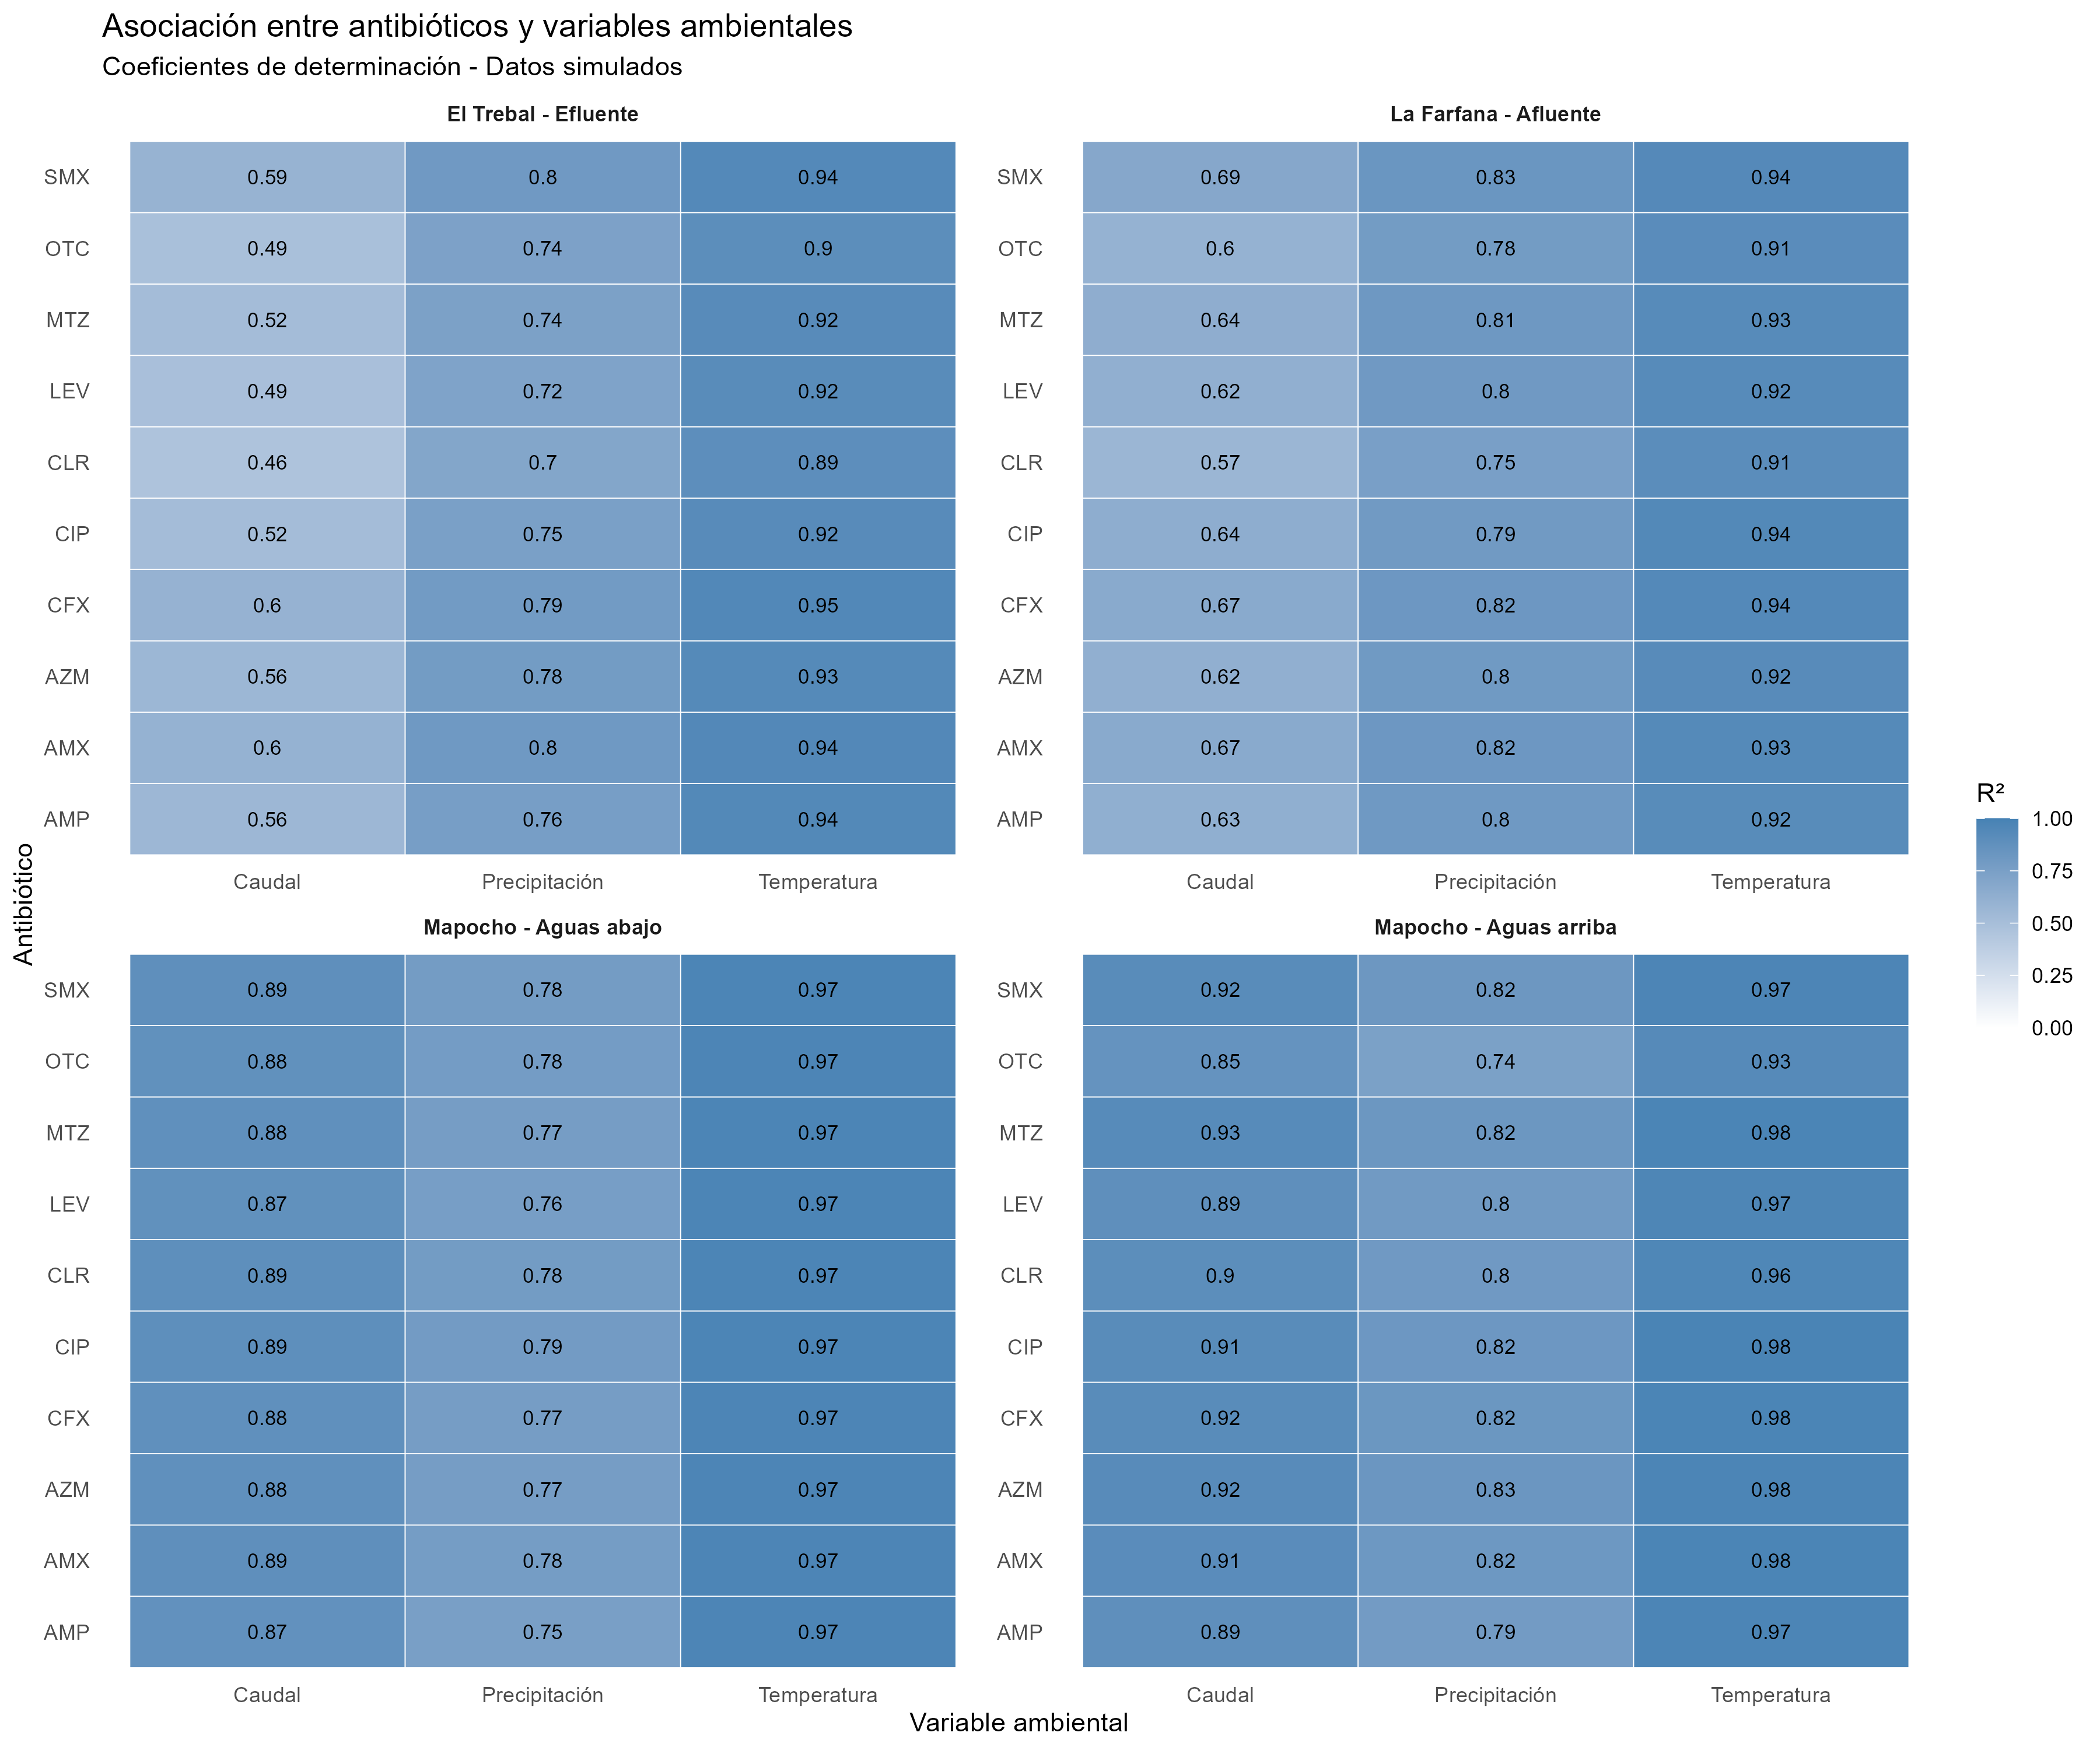 Asociación entre antibióticos y variables ambientales
Coeficientes de determinación - Datos simulados
El Trebal - Efluente
SMX 0.59 0.8 0.94
OTC 0.49 0.74 0.9
MTZ 0.52 0.74 0.92
LEV 0.49 0.72 0.92
CLR 0.46 0.7 0.89
CIP 0.52 0.75 0.92
CFX 0.6 0.79 0.95
AZM 0.56 0.78 0.93
AMX 0.6 0.8 0.94
AMP 0.56 0.76 0.94
Caudal Precipitación Temperatura
La Farfana - Afluente
SMX 0.69 0.83 0.94
OTC 0.6 0.78 0.91
MTZ 0.64 0.81 0.93
LEV 0.62 0.8 0.92
CLR 0.57 0.75 0.91
CIP 0.64 0.79 0.94
CFX 0.67 0.82 0.94
AZM 0.62 0.8 0.92
AMX 0.67 0.82 0.93
AMP 0.63 0.8 0.92
Caudal Precipitación Temperatura
Mapocho - Aguas abajo
SMX 0.89 0.78 0.97
OTC 0.88 0.78 0.97
MTZ 0.88 0.77 0.97
LEV 0.87 0.76 0.97
CLR 0.89 0.78 0.97
CIP 0.89 0.79 0.97
CFX 0.88 0.77 0.97
AZM 0.88 0.77 0.97
AMX 0.89 0.78 0.97
AMP 0.87 0.75 0.97
Caudal Precipitación Temperatura
Mapocho - Aguas arriba
SMX 0.92 0.82 0.97
OTC 0.85 0.74 0.93
MTZ 0.93 0.82 0.98
LEV 0.89 0.8 0.97
CLR 0.9 0.8 0.96
CIP 0.91 0.82 0.98
CFX 0.92 0.82 0.98
AZM 0.92 0.83 0.98
AMX 0.91 0.82 0.98
AMP 0.89 0.79 0.97
Caudal Precipitación Temperatura
Antibiótico
Variable ambiental
R²
1.00
0.75
0.50
0.25
0.00